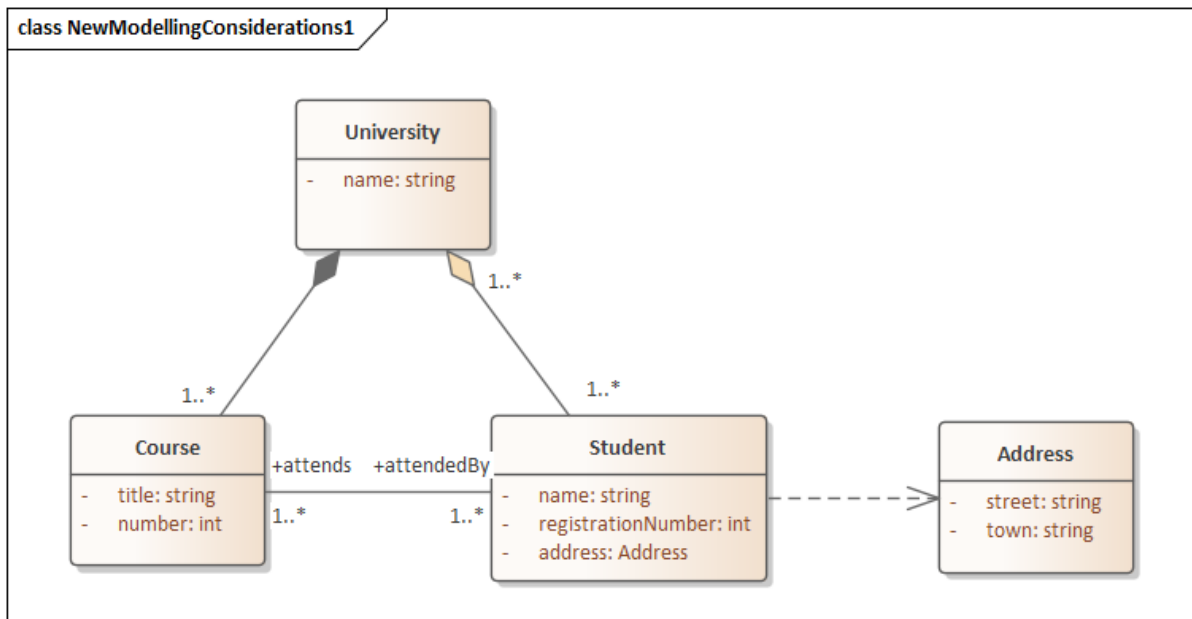 class NewModellingConsiderations1
University
- name: string
1..*
1..*
1..*
Course
- title: string
- number: int
+attends +attendedBy
1..* 1..*
Student
- name: string
- registrationNumber: int
- address: Address
Address
- street: string
- town: string